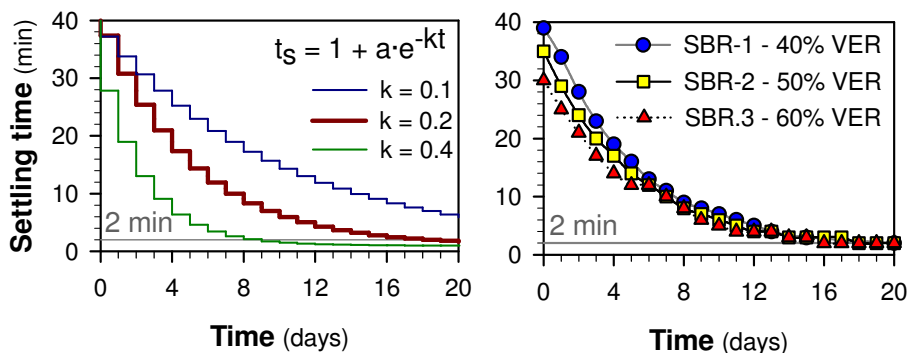 Settling time (min)
40
30
20
10
0
tS = 1 + a·e-kt
k = 0.1
k = 0.2
k = 0.4
2 min
0
4
8
12
16
20
Time (days)
40
30
20
10
0
SBR-1 - 40% VER
SBR-2 - 50% VER
SBR.3 - 60% VER
2 min
0
4
8
12
16
20
Time (days)